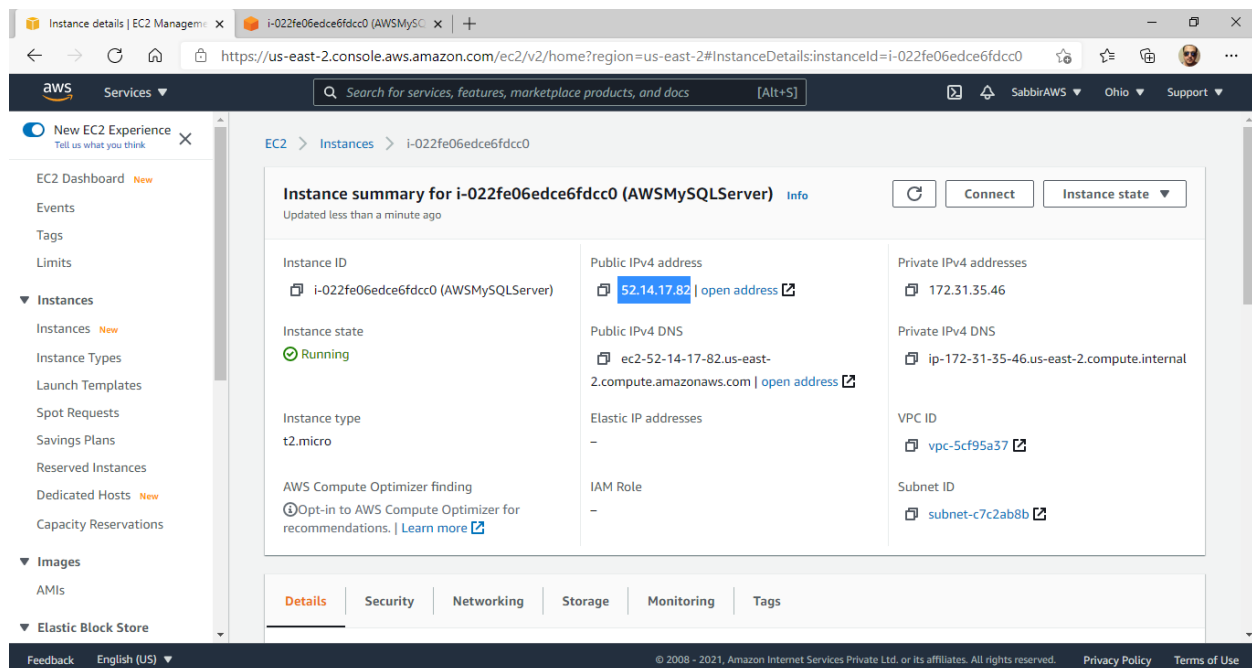 Instance details | EC2 Manageme
i-022fe06edce6fdcc0 (AWSMySQ
https://us-east-2.console.aws.amazon.com/ec2/v2/home?region=us-east-2#InstanceDetails:instanceId=i-022fe06edce6fdcc0
aws
Services
Search for services, features, marketplace products, and docs [Alt+S]
SabbirAWS
Ohio
Support
New EC2 Experience
Tell us what you think
EC2 Dashboard New
Events
Tags
Limits
Instances
Instances New
Instance Types
Launch Templates
Spot Requests
Savings Plans
Reserved Instances
Dedicated Hosts New
Capacity Reservations
Images
AMIs
Elastic Block Store
EC2 > Instances > i-022fe06edce6fdcc0
Instance summary for i-022fe06edce6fdcc0 (AWSMySQLServer) Info
Updated less than a minute ago
Connect
Instance state
Instance ID
i-022fe06edce6fdcc0 (AWSMySQLServer)
Public IPv4 address
52.14.17.82 | open address
Private IPv4 addresses
172.31.35.46
Instance state
Running
Public IPv4 DNS
ec2-52-14-17-82.us-east-
2.compute.amazonaws.com | open address
Private IPv4 DNS
ip-172-31-35-46.us-east-2.compute.internal
Instance type
t2.micro
Elastic IP addresses
–
VPC ID
vpc-5cf95a37
AWS Compute Optimizer finding
Opt-in to AWS Compute Optimizer for
recommendations. | Learn more
IAM Role
–
Subnet ID
subnet-c7c2ab8b
Details
Security
Networking
Storage
Monitoring
Tags
Feedback
English (US)
© 2008 - 2021, Amazon Internet Services Private Ltd. or its affiliates. All rights reserved.
Privacy Policy
Terms of Use